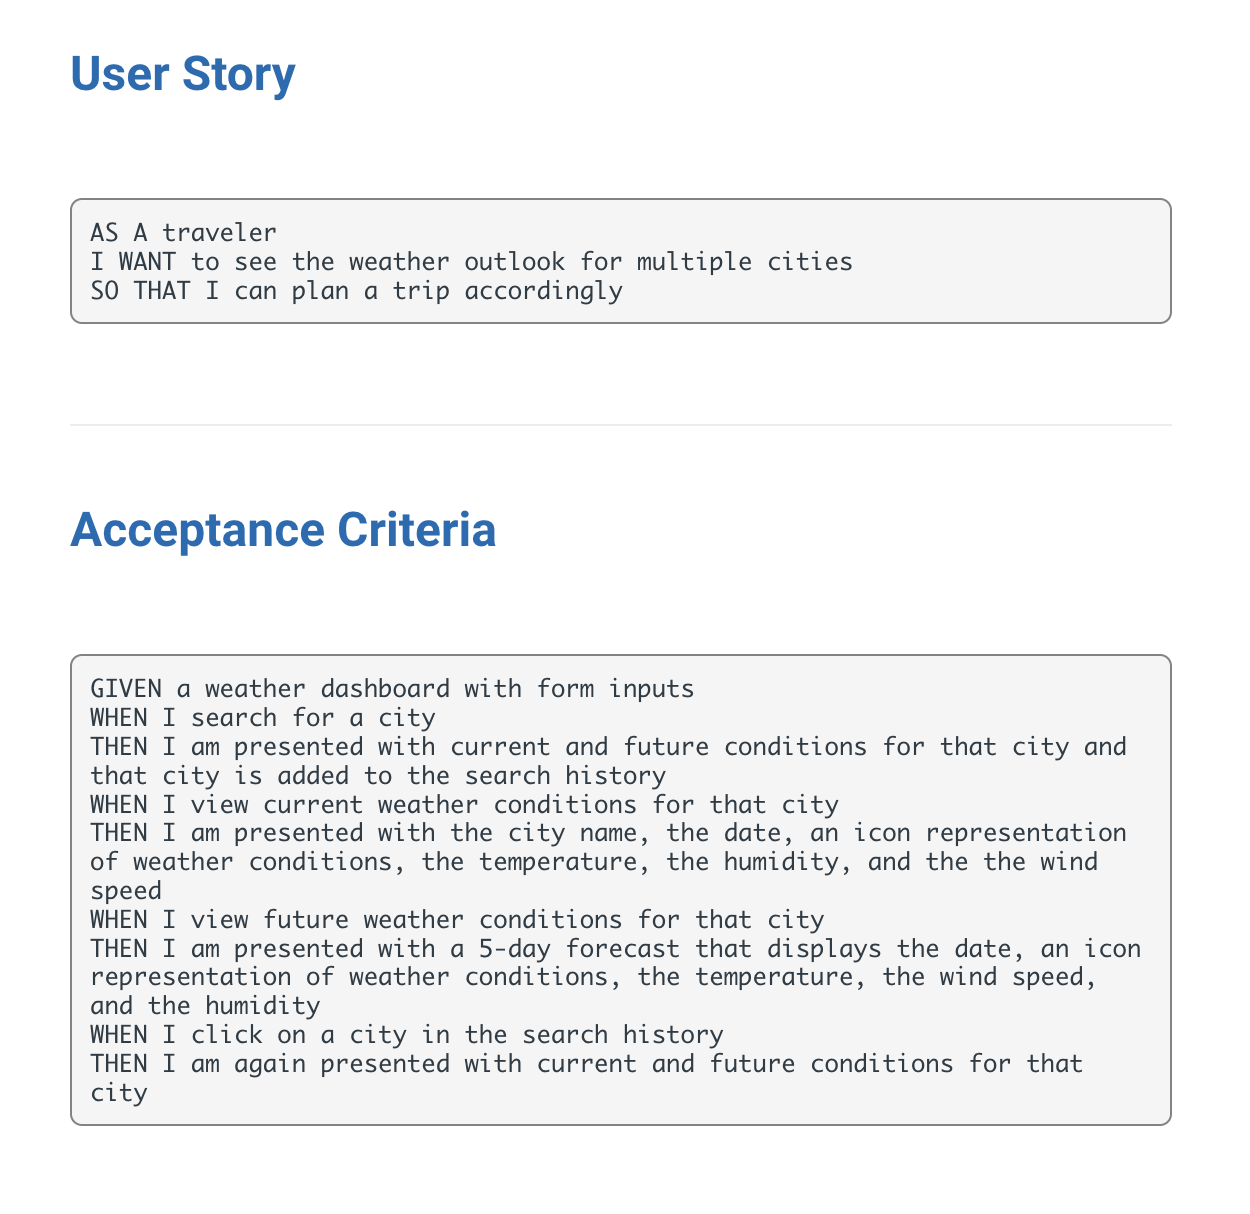 User Story
AS A traveler
I WANT to see the weather outlook for multiple cities
SO THAT I can plan a trip accordingly
Acceptance Criteria
GIVEN a weather dashboard with form inputs
WHEN I search for a city
THEN I am presented with current and future conditions for that city and
that city is added to the search history
WHEN I view current weather conditions for that city
THEN I am presented with the city name, the date, an icon representation
of weather conditions, the temperature, the humidity, and the the wind
speed
WHEN I view future weather conditions for that city
THEN I am presented with a 5-day forecast that displays the date, an icon
representation of weather conditions, the temperature, the wind speed,
and the humidity
WHEN I click on a city in the search history
THEN I am again presented with current and future conditions for that
city